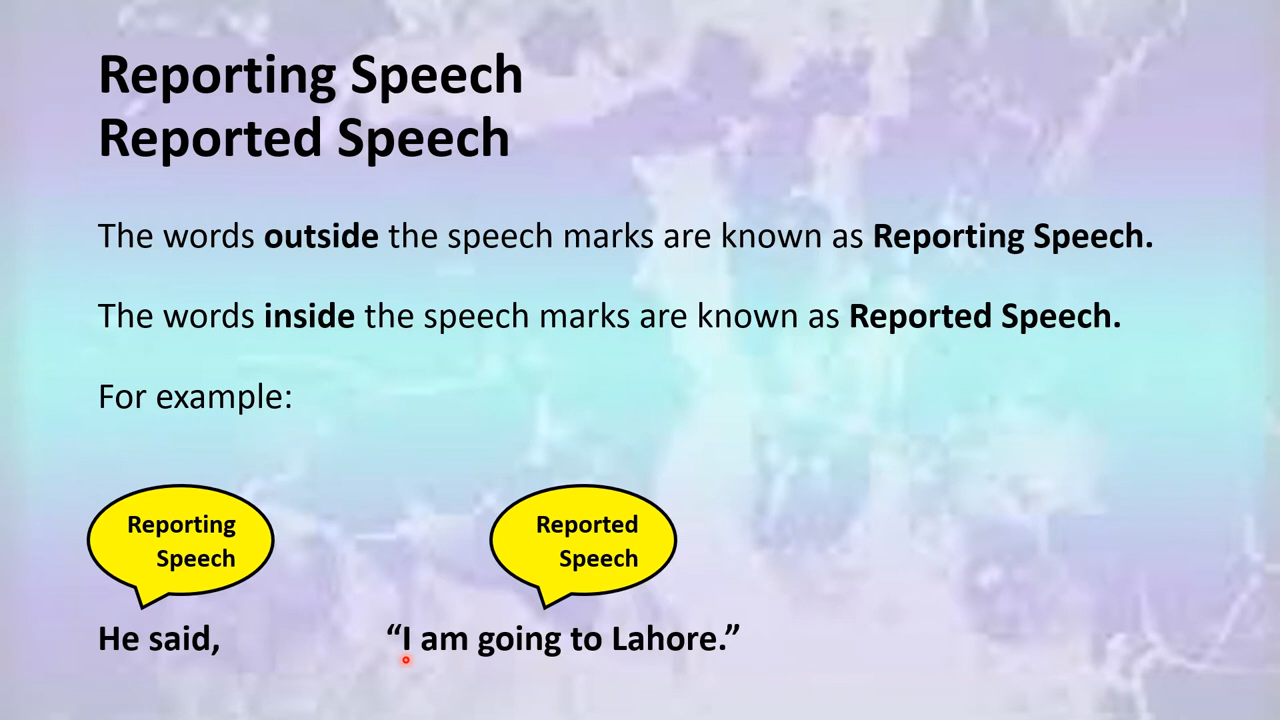 Reporting Speech
Reported Speech
The words outside the speech marks are known as Reporting Speech.
The words inside the speech marks are known as Reported Speech.
For example:
Reporting
Speech
Reported
Speech
He said, “I am going to Lahore.”